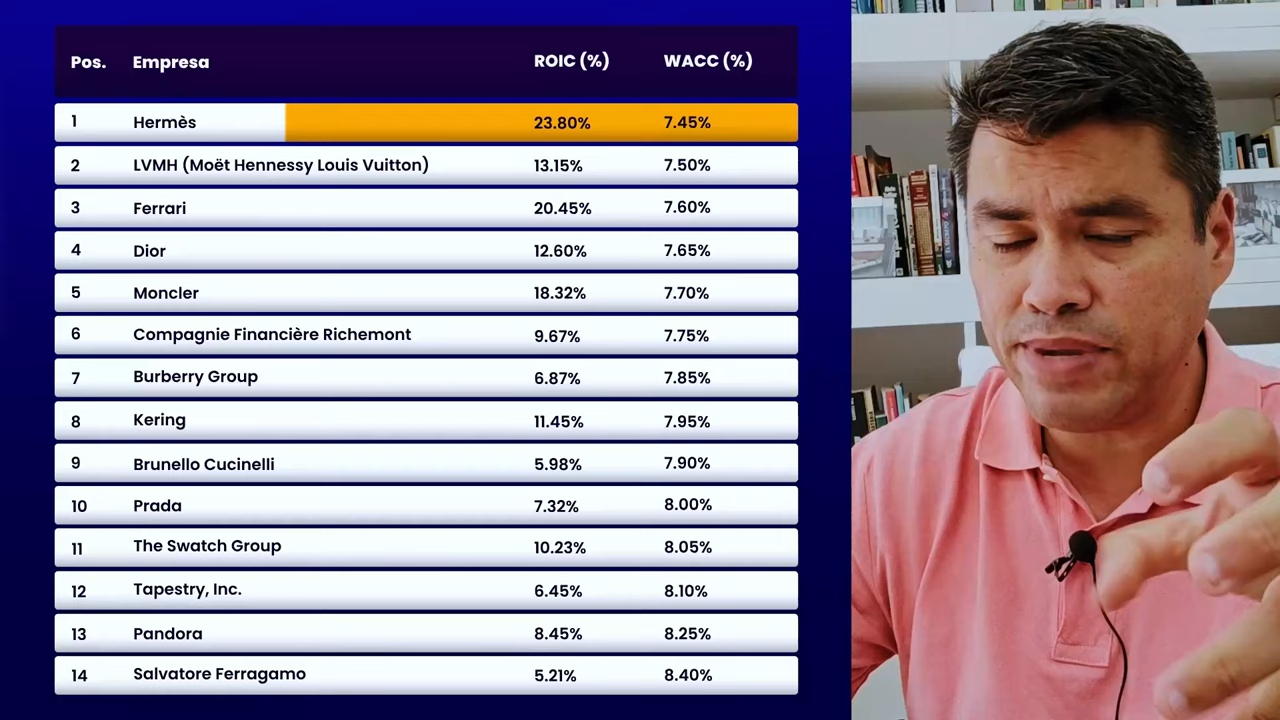 Pos. Empresa ROIC (%) WACC (%)
1 Hermès 23.80% 7.45%
2 LVMH (Moët Hennessy Louis Vuitton) 13.15% 7.50%
3 Ferrari 20.45% 7.60%
4 Dior 12.60% 7.65%
5 Moncler 18.32% 7.70%
6 Compagnie Financière Richemont 9.67% 7.75%
7 Burberry Group 6.87% 7.85%
8 Kering 11.45% 7.95%
9 Brunello Cucinelli 5.98% 7.90%
10 Prada 7.32% 8.00%
11 The Swatch Group 10.23% 8.05%
12 Tapestry, Inc. 6.45% 8.10%
13 Pandora 8.45% 8.25%
14 Salvatore Ferragamo 5.21% 8.40%